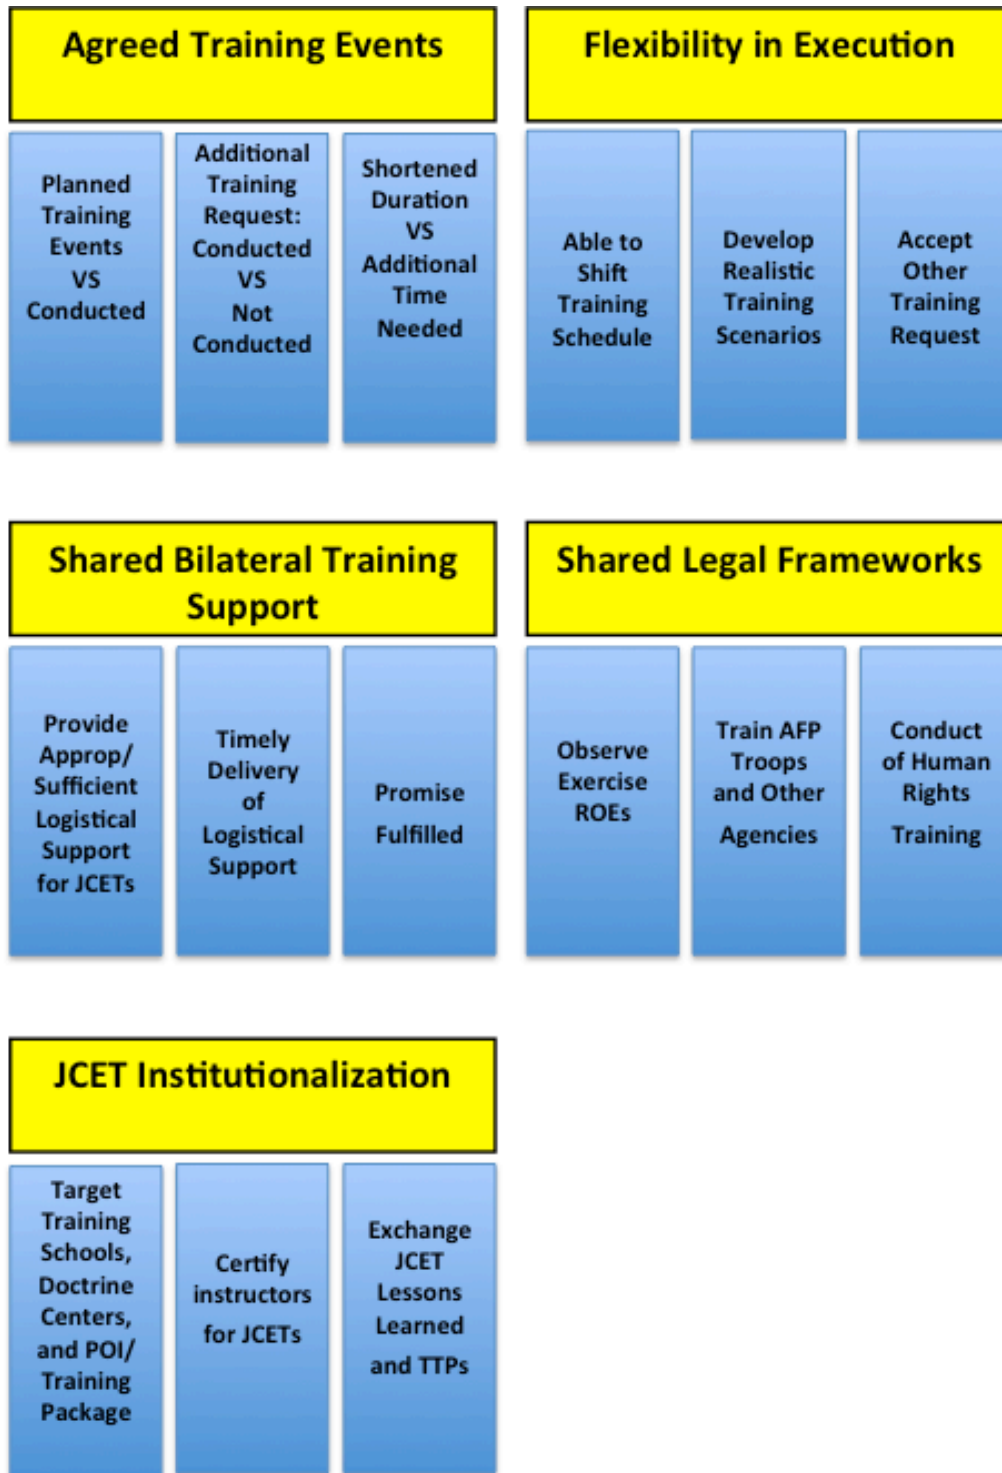 Agreed Training Events
Planned
Training
Events
VS
Conducted
Additional
Training
Request:
Conducted
VS
Not
Conducted
Shortened
Duration
VS
Additional
Time
Needed
Flexibility in Execution
Able to
Shift
Training
Schedule
Develop
Realistic
Training
Scenarios
Accept
Other
Training
Request
Shared Bilateral Training
Support
Provide
Approp/
Sufficient
Logistical
Support
for JCETs
Timely
Delivery
of
Logistical
Support
Promise
Fulfilled
Shared Legal Frameworks
Observe
Exercise
ROEs
Train AFP
Troops
and Other
Agencies
Conduct
of Human
Rights
Training
JCET Institutionalization
Target
Training
Schools,
Doctrine
Centers,
and POI/
Training
Package
Certify
instructors
for JCETs
Exchange
JCET
Lessons
Learned
and TTPs